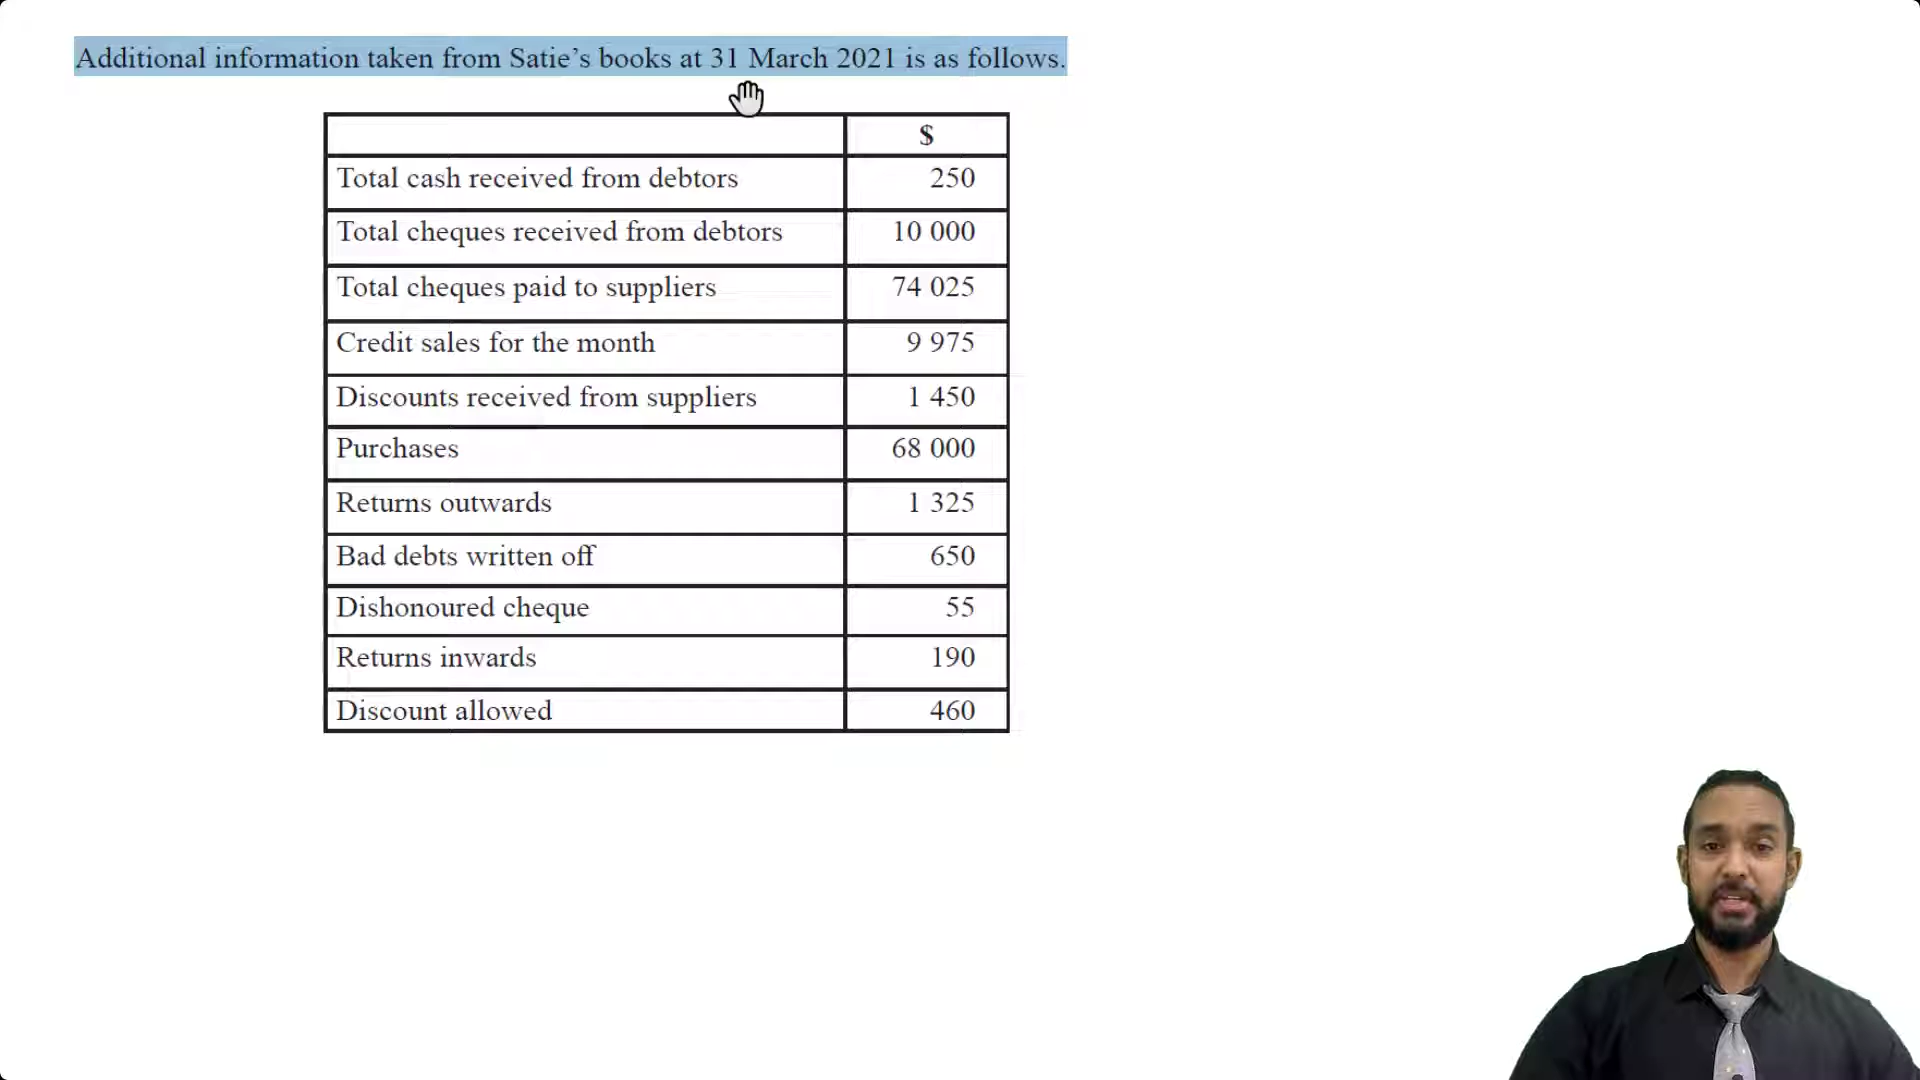 Additional information taken from Satie’s books at 31 March 2021 is as follows.
$
Total cash received from debtors 250
Total cheques received from debtors 10 000
Total cheques paid to suppliers 74 025
Credit sales for the month 9 975
Discounts received from suppliers 1 450
Purchases 68 000
Returns outwards 1 325
Bad debts written off 650
Dishonoured cheque 55
Returns inwards 190
Discount allowed 460